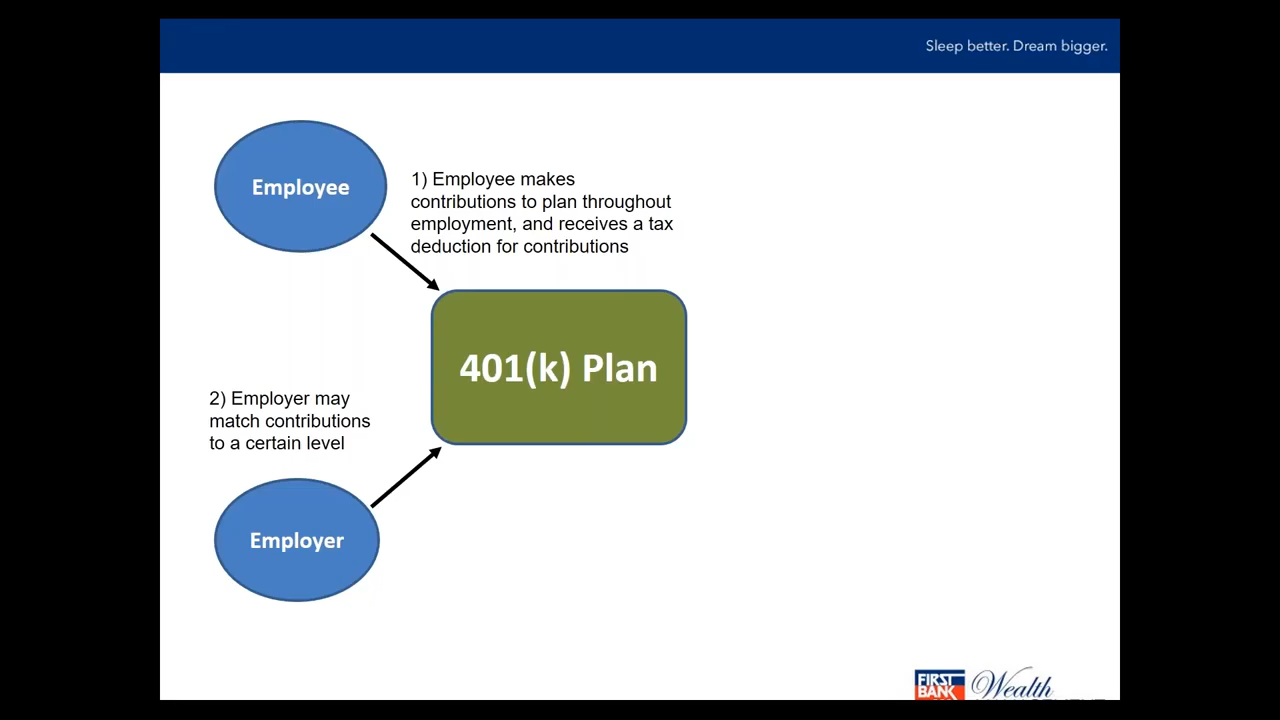 Sleep better. Dream bigger.
Employee
1) Employee makes
contributions to plan throughout
employment, and receives a tax
deduction for contributions
401(k) Plan
2) Employer may
match contributions
to a certain level
Employer
FIRST
BANK
Wealth